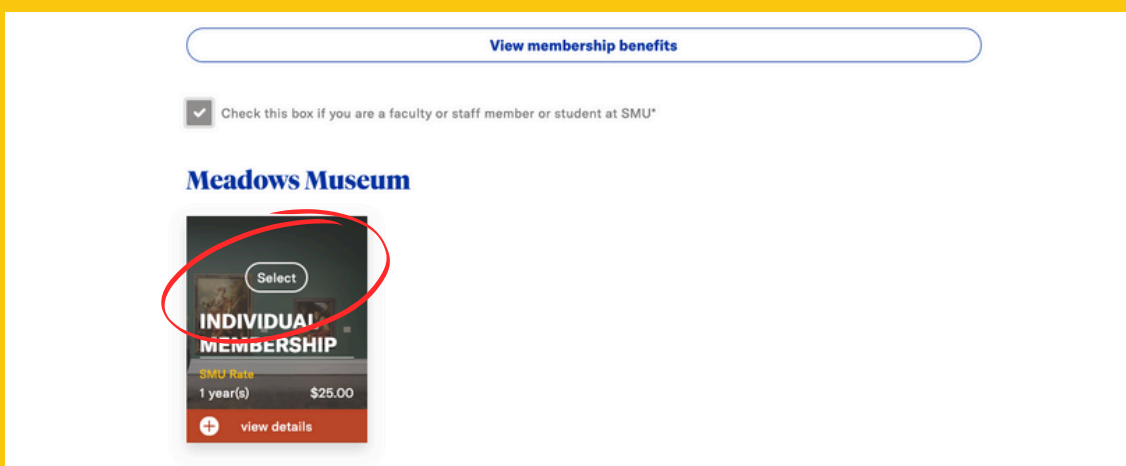 View membership benefits
Check this box if you are a faculty or staff member or student at SMU*
Meadows Museum
Select
INDIVIDUAL
MEMBERSHIP
SMU Rate
1 year(s) $25.00
view details